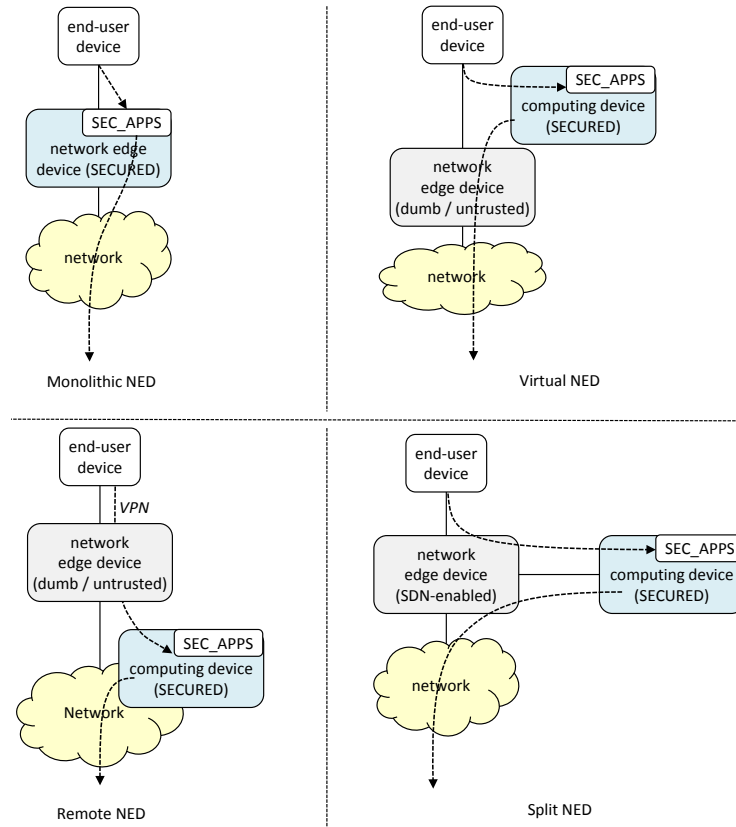 end-user
device
SEC_APPS
network edge
device (SECURED)
network
Monolithic NED
end-user
device
SEC_APPS
computing device
(SECURED)
network
edge device
(dumb / untrusted)
network
Virtual NED
end-user
device
VPN
network
edge device
(dumb / untrusted)
SEC_APPS
computing device
(SECURED)
Network
Remote NED
end-user
device
network
edge device
(SDN-enabled)
SEC_APPS
computing device
(SECURED)
network
Split NED